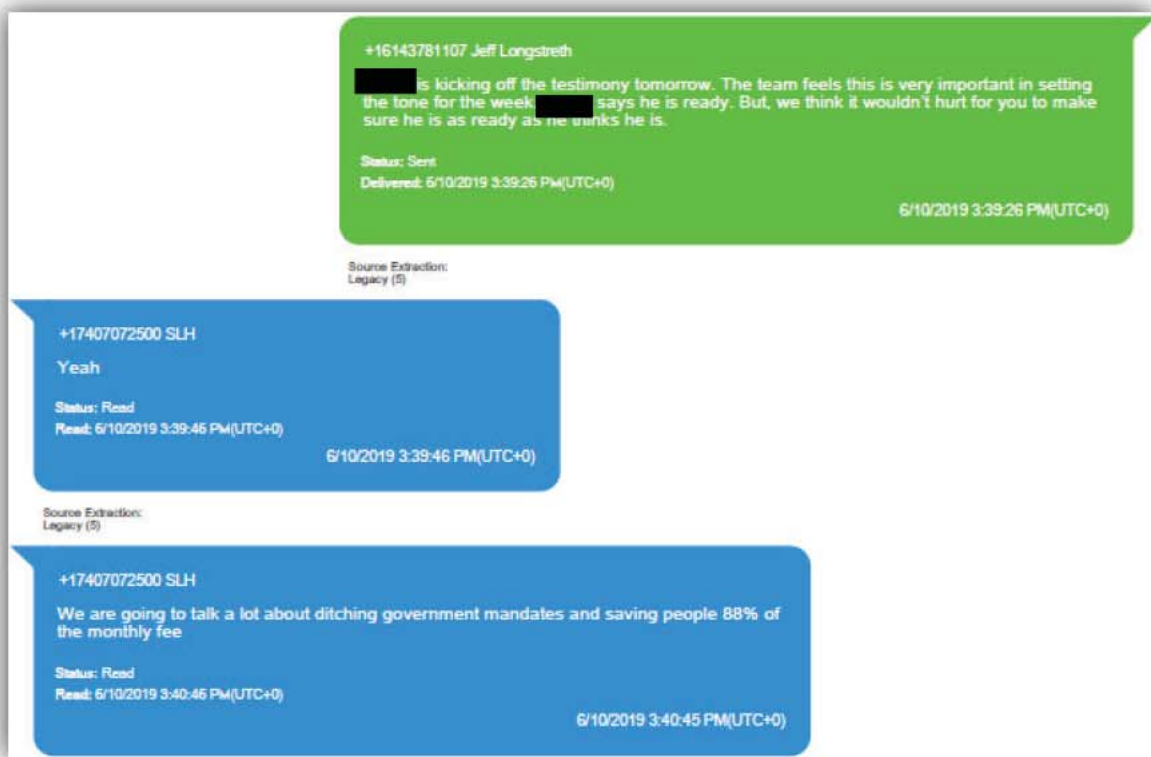 +16143781107 Jeff Longstreth
is kicking off the testimony tomorrow. The team feels this is very important in setting
the tone for the week. says he is ready. But, we think it wouldn't hurt for you to make
sure he is as ready as he thinks he is.
Status: Sent
Delivered: 6/10/2019 3:39:26 PM(UTC+0)
6/10/2019 3:39:26 PM(UTC+0)
Source Extraction:
Legacy (5)
+17407072500 SLH
Yeah
Status: Read
Read: 6/10/2019 3:39:46 PM(UTC+0)
6/10/2019 3:39:46 PM(UTC+0)
Source Extraction:
Legacy (5)
+17407072500 SLH
We are going to talk a lot about ditching government mandates and saving people 88% of
the monthly fee
Status: Read
Read: 6/10/2019 3:40:46 PM(UTC+0)
6/10/2019 3:40:45 PM(UTC+0)